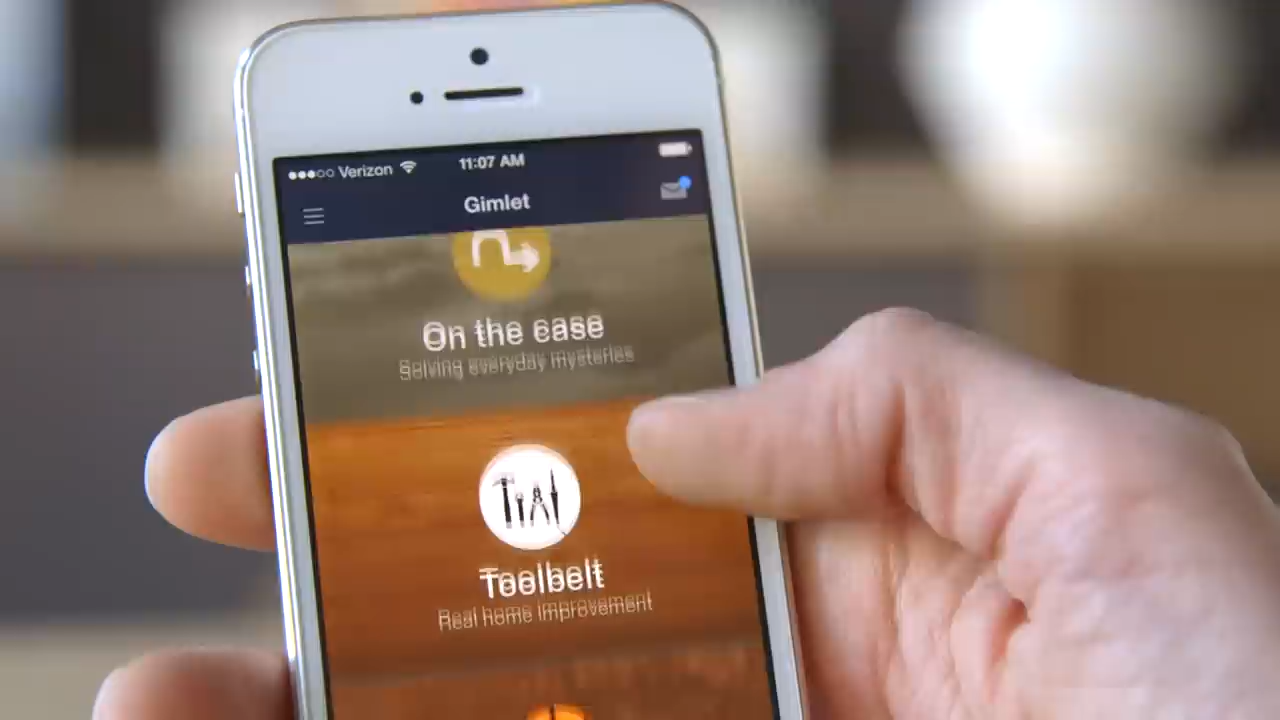 Verizon 11:07 AM
Gimlet
On the case
Solving everyday mysteries
Toolbelt
Real home improvement